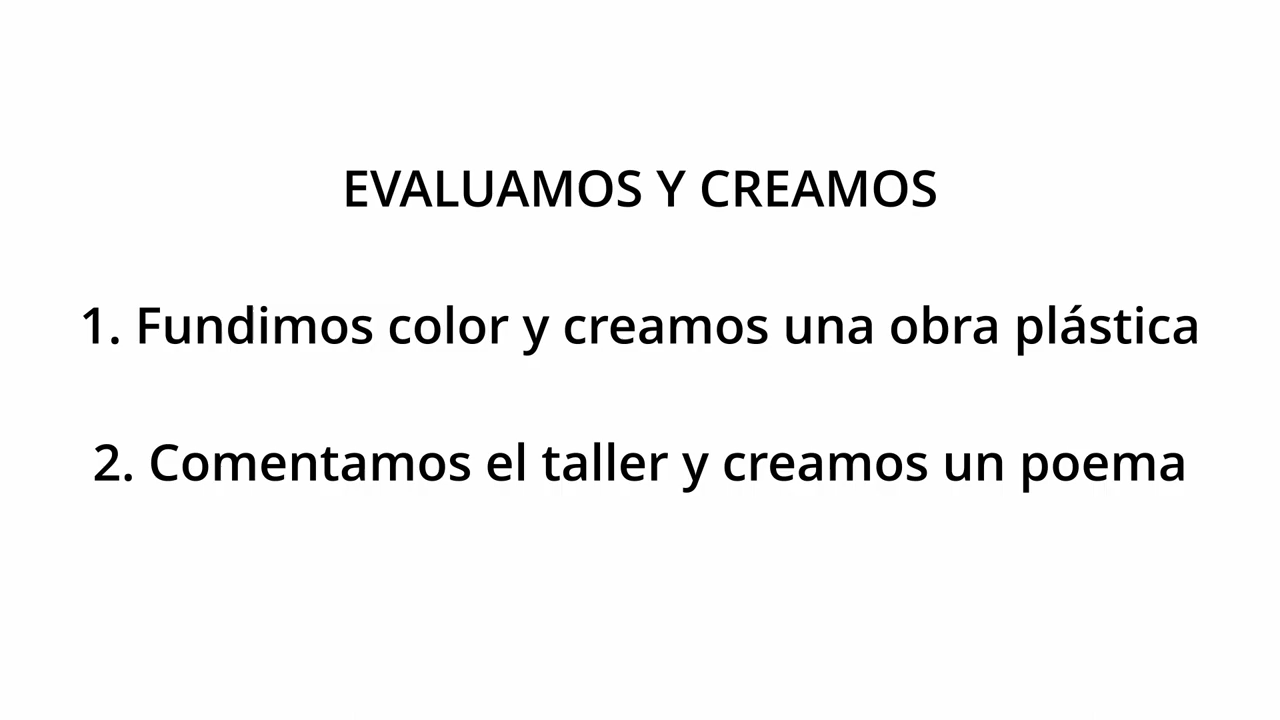 EVALUAMOS Y CREAMOS
1. Fundimos color y creamos una obra plástica
2. Comentamos el taller y creamos un poema